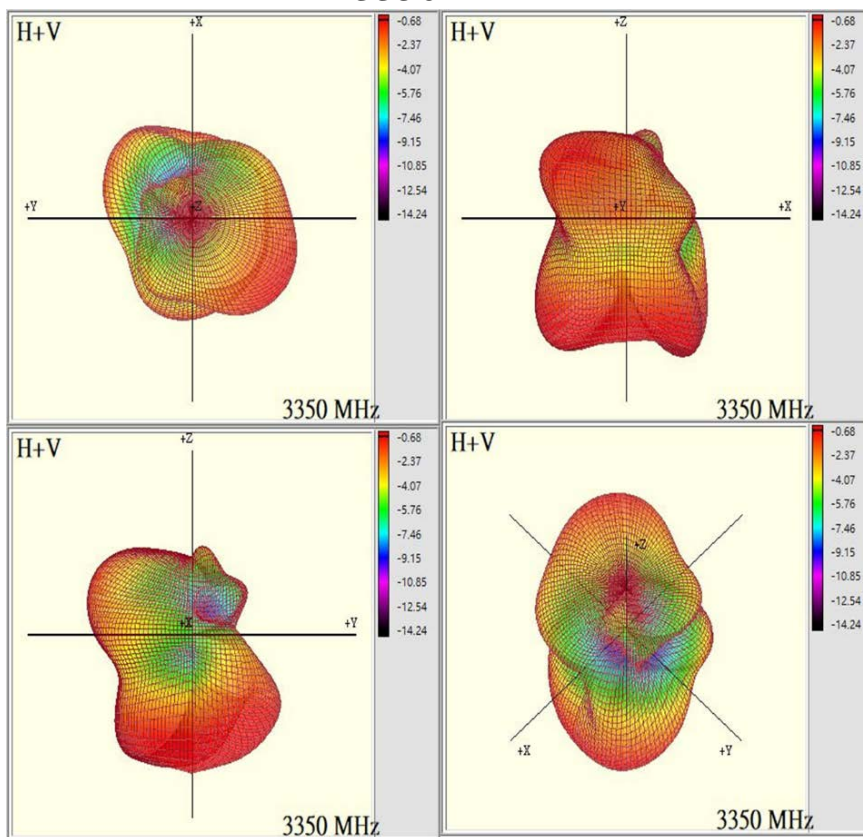 H+V
+X
+Y
+Z
3350 MHz
-0.68
-2.37
-4.07
-5.76
-7.46
-9.15
-10.85
-12.54
-14.24
H+V
+Z
+Y
+X
3350 MHz
-0.68
-2.37
-4.07
-5.76
-7.46
-9.15
-10.85
-12.54
-14.24
H+V
+Z
+X
+Y
3350 MHz
-0.68
-2.37
-4.07
-5.76
-7.46
-9.15
-10.85
-12.54
-14.24
H+V
+Z
+X
+Y
3350 MHz
-0.68
-2.37
-4.07
-5.76
-7.46
-9.15
-10.85
-12.54
-14.24